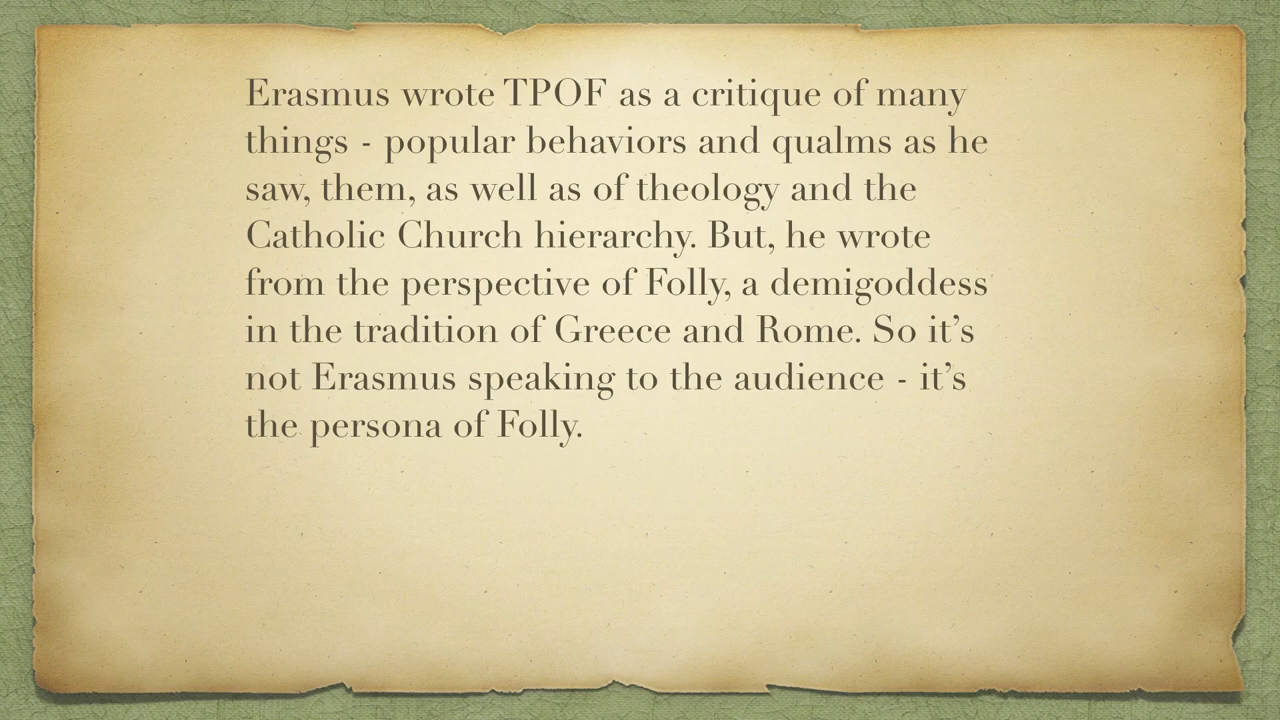 Erasmus wrote TPOF as a critique of many
things - popular behaviors and qualms as he
saw, them, as well as of theology and the
Catholic Church hierarchy. But, he wrote
from the perspective of Folly, a demigoddess
in the tradition of Greece and Rome. So it’s
not Erasmus speaking to the audience - it’s
the persona of Folly.